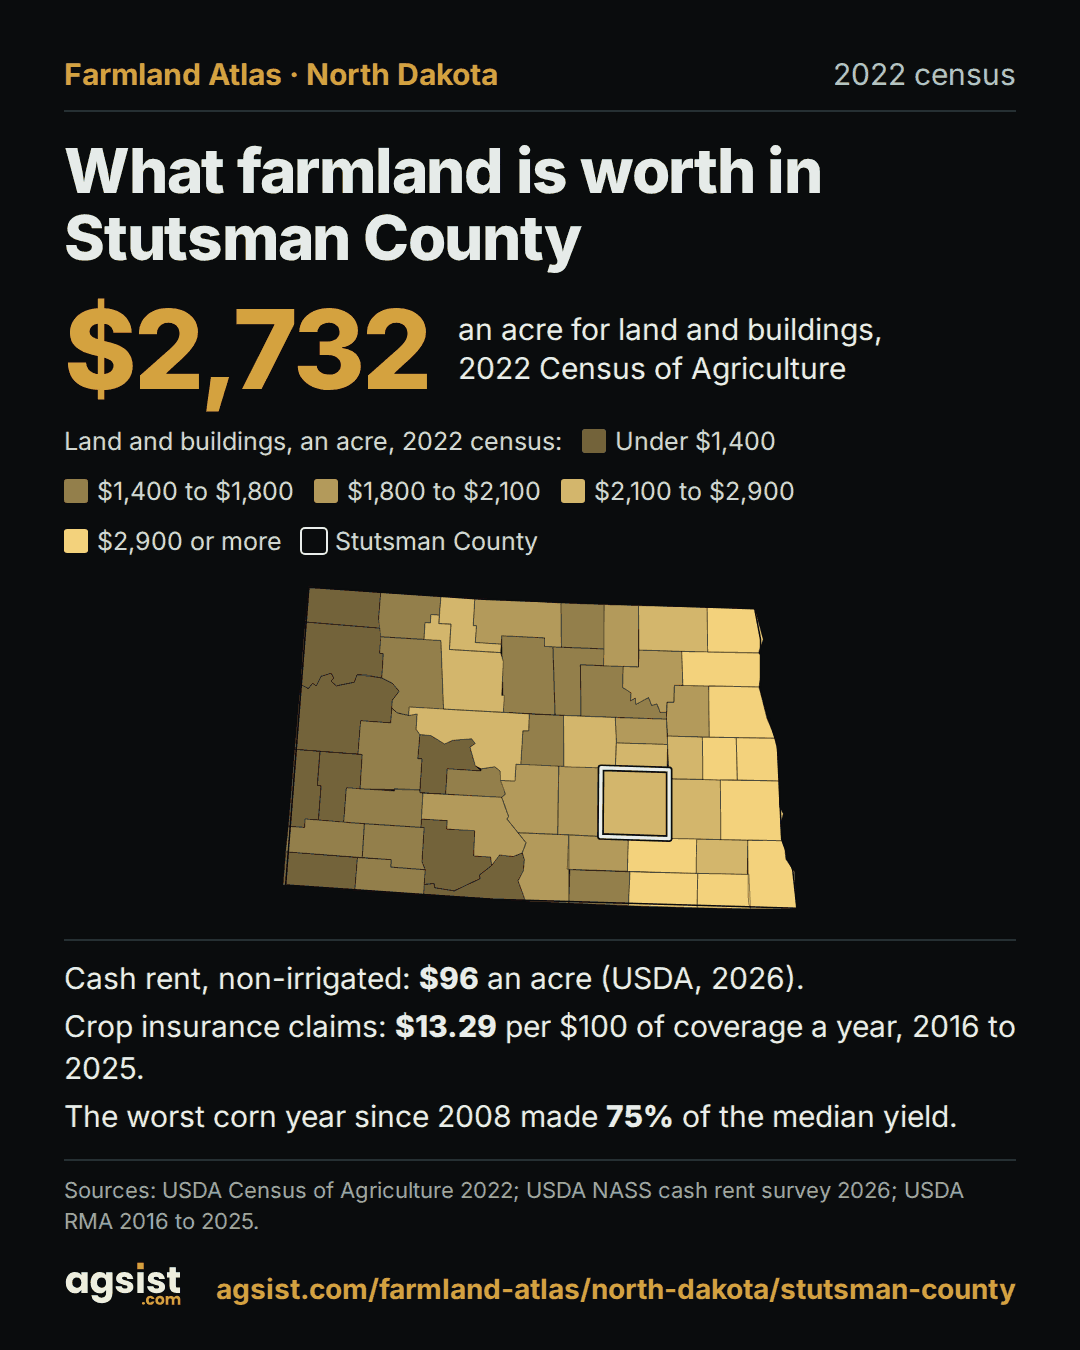 Farmland Atlas · North Dakota
2022 census
What farmland is worth in
Stutsman County
$2,732
an acre for land and buildings,
2022 Census of Agriculture
Land and buildings, an acre, 2022 census: Under $1,400
$1,400 to $1,800 $1,800 to $2,100 $2,100 to $2,900
$2,900 or more Stutsman County
Cash rent, non-irrigated: $96 an acre (USDA, 2026).
Crop insurance claims: $13.29 per $100 of coverage a year, 2016 to
2025.
The worst corn year since 2008 made 75% of the median yield.
Sources: USDA Census of Agriculture 2022; USDA NASS cash rent survey 2026; USDA
RMA 2016 to 2025.
agsist
.com
agsist.com/farmland-atlas/north-dakota/stutsman-county